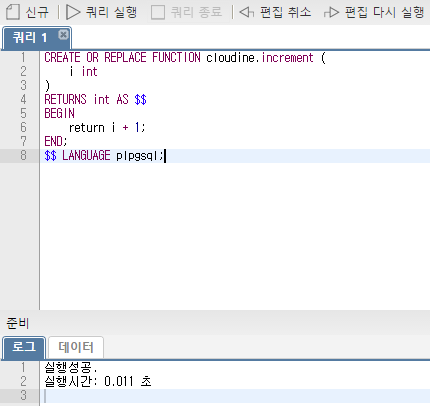 신규 쿼리 실행 쿼리 종료 편집 취소 편집 다시 실행
쿼리 1
1 CREATE OR REPLACE FUNCTION cloudine.increment (
2 i int
3 )
4 RETURNS int AS $$
5 BEGIN
6 return i + 1;
7 END;
8 $$ LANGUAGE plpgsql;
준비
로그 데이터
1 실행성공.
2 실행시간: 0.011 초
3